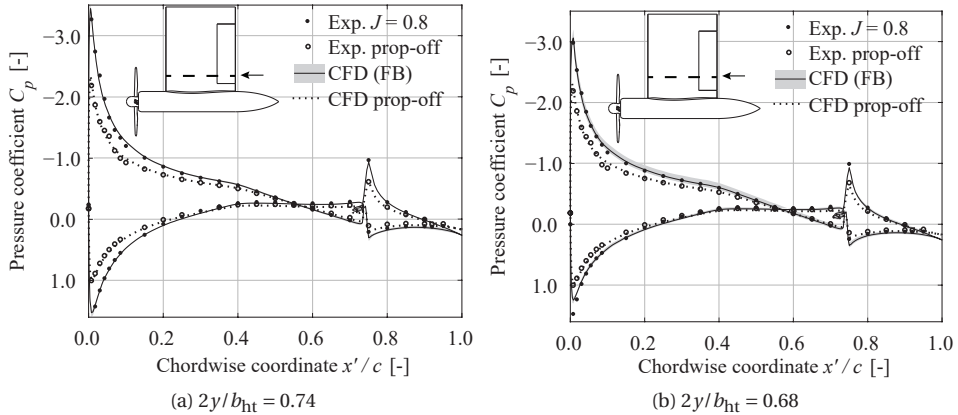 −3.0
−2.0
−1.0
0.0
1.0
Pressure coefficient Cp [-]
0.0 0.2 0.4 0.6 0.8 1.0
Chordwise coordinate x′/c [-]
Exp. J = 0.8
Exp. prop-off
CFD (FB)
CFD prop-off
(a) 2y/bht = 0.74
−3.0
−2.0
−1.0
0.0
1.0
Pressure coefficient Cp [-]
0.0 0.2 0.4 0.6 0.8 1.0
Chordwise coordinate x′/c [-]
Exp. J = 0.8
Exp. prop-off
CFD (FB)
CFD prop-off
(b) 2y/bht = 0.68